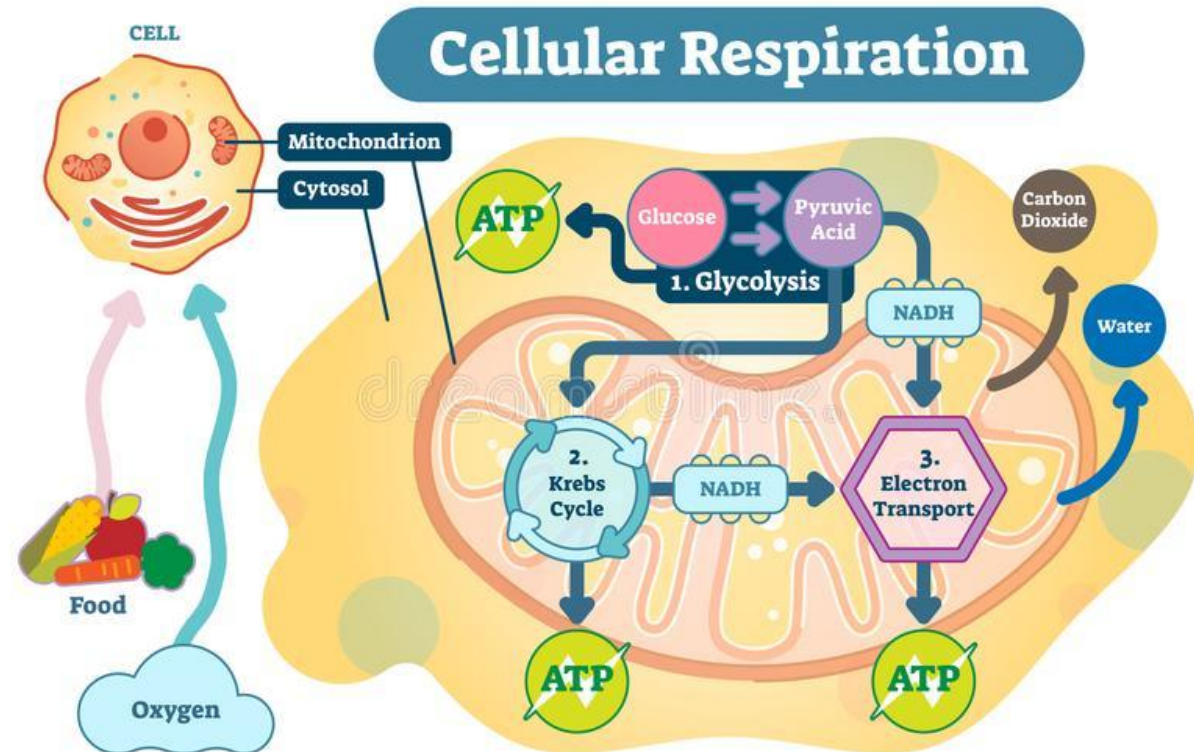 CELL
Cellular Respiration
Mitochondrion
Cytosol
ATP
Glucose
Pyruvic
Acid
Carbon
Dioxide
1. Glycolysis
NADH
Water
dreamstime.
2.
Krebs
Cycle
NADH
3.
Electron
Transport
Food
ATP
ATP
Oxygen